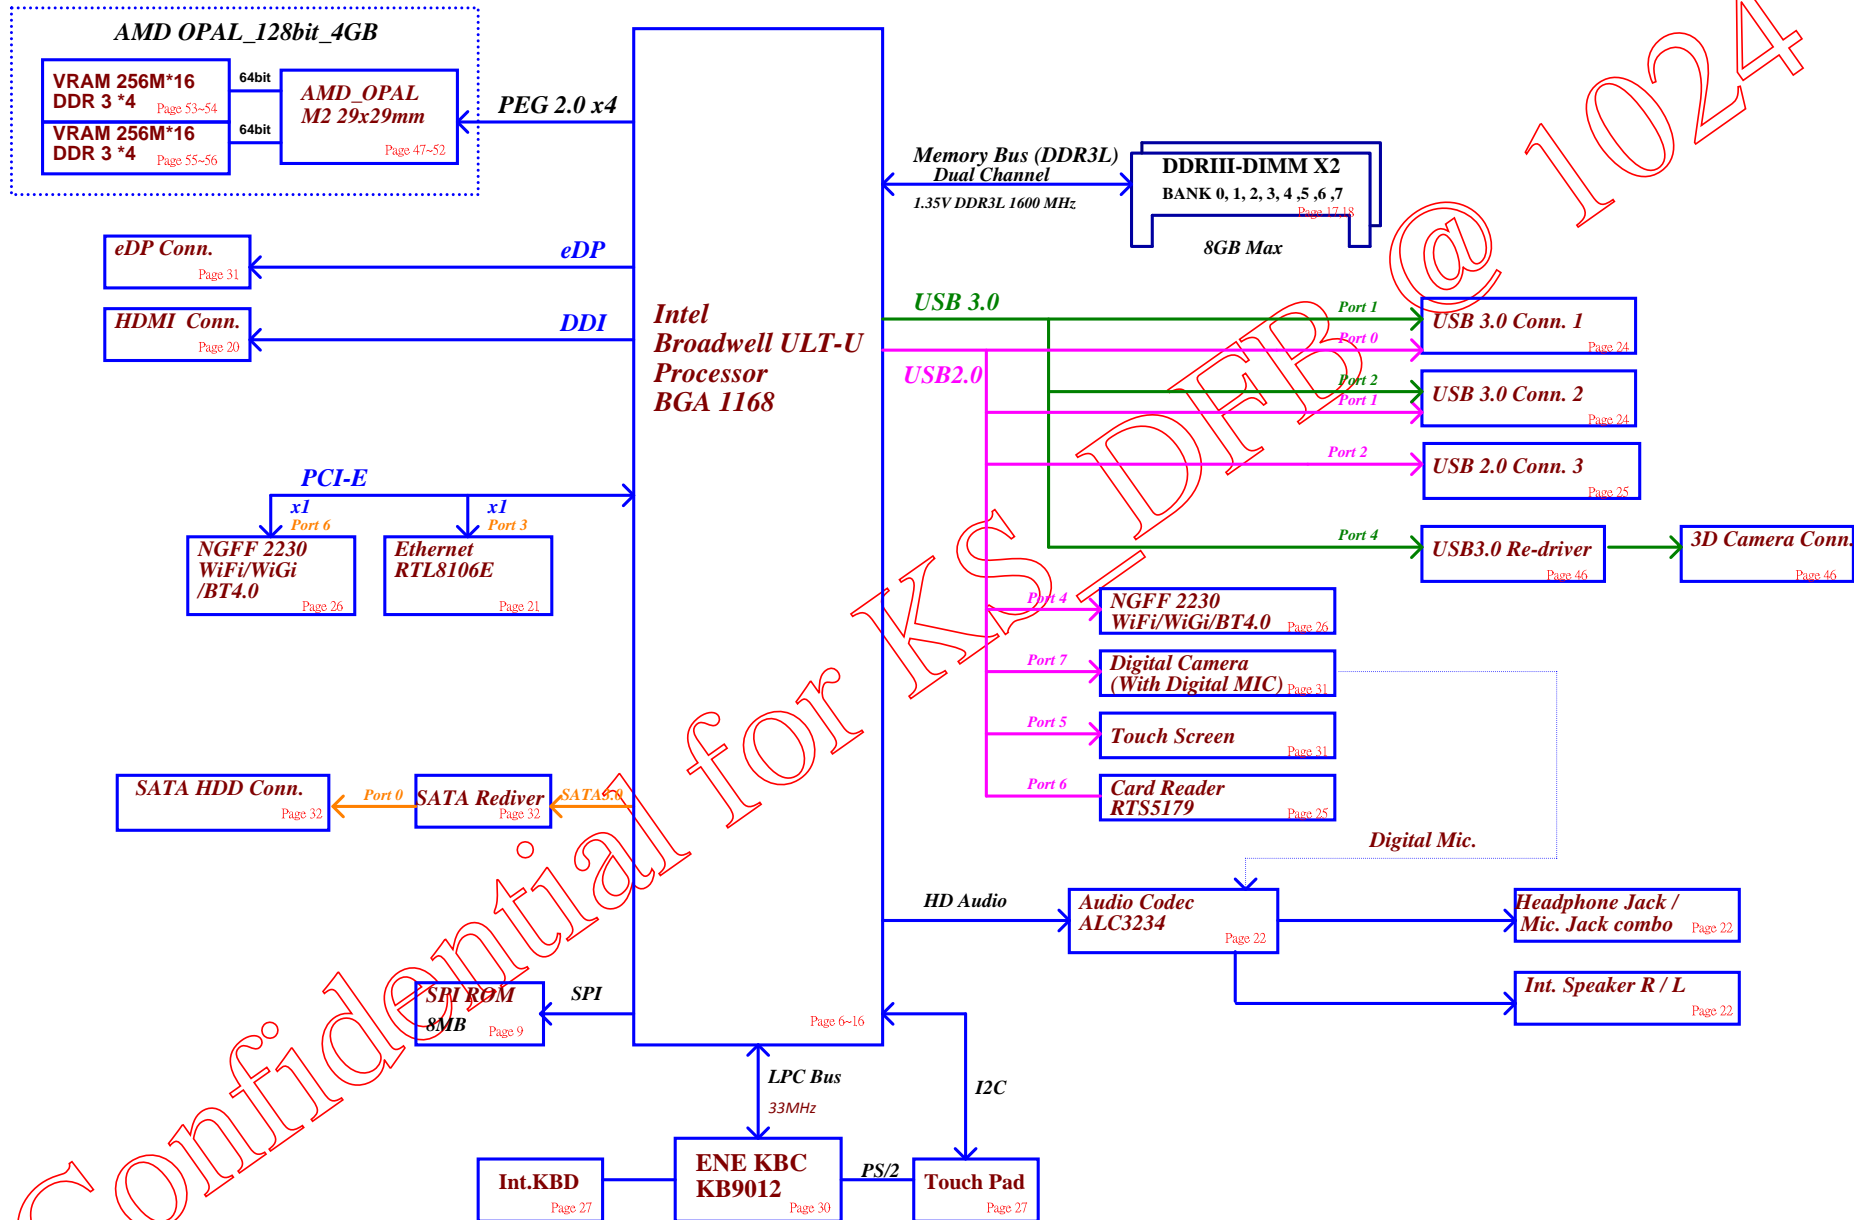 AMD OPAL_128bit_4GB
VRAM 256M*16
DDR 3 *4
Page 53~54
64bit
VRAM 256M*16
DDR 3 *4
Page 55~56
64bit
AMD_OPAL
M2 29x29mm
Page 47~52
PEG 2.0 x4
eDP Conn.
Page 31
eDP
HDMI Conn.
Page 20
DDI
Intel
Broadwell ULT-U
Processor
BGA 1168
Page 6~16
Memory Bus (DDR3L)
Dual Channel
1.35V DDR3L 1600 MHz
DDRIII-DIMM X2
BANK 0, 1, 2, 3, 4 ,5 ,6 ,7
Page 17,18
8GB Max
USB 3.0
USB2.0
Port 1
Port 0
USB 3.0 Conn. 1
Page 24
Port 2
Port 1
USB 3.0 Conn. 2
Page 24
Port 2
USB 2.0 Conn. 3
Page 25
Port 4
USB3.0 Re-driver
Page 46
3D Camera Conn.
Page 46
PCI-E
x1
Port 6
x1
Port 3
NGFF 2230
WiFi/WiGi
/BT4.0
Page 26
Ethernet
RTL8106E
Page 21
Port 4
NGFF 2230
WiFi/WiGi/BT4.0
Page 26
Port 7
Digital Camera
(With Digital MIC)
Page 31
Port 5
Touch Screen
Page 31
Port 6
Card Reader
RTS5179
Page 25
SATA HDD Conn.
Page 32
Port 0
SATA Rediver
Page 32
SATA3.0
Digital Mic.
HD Audio
Audio Codec
ALC3234
Page 22
Headphone Jack /
Mic. Jack combo
Page 22
Int. Speaker R / L
Page 22
SPI ROM
8MB
Page 9
SPI
LPC Bus
33MHz
I2C
Int.KBD
Page 27
ENE KBC
KB9012
Page 30
PS/2
Touch Pad
Page 27
Confidential for KS_DFB @ 1024